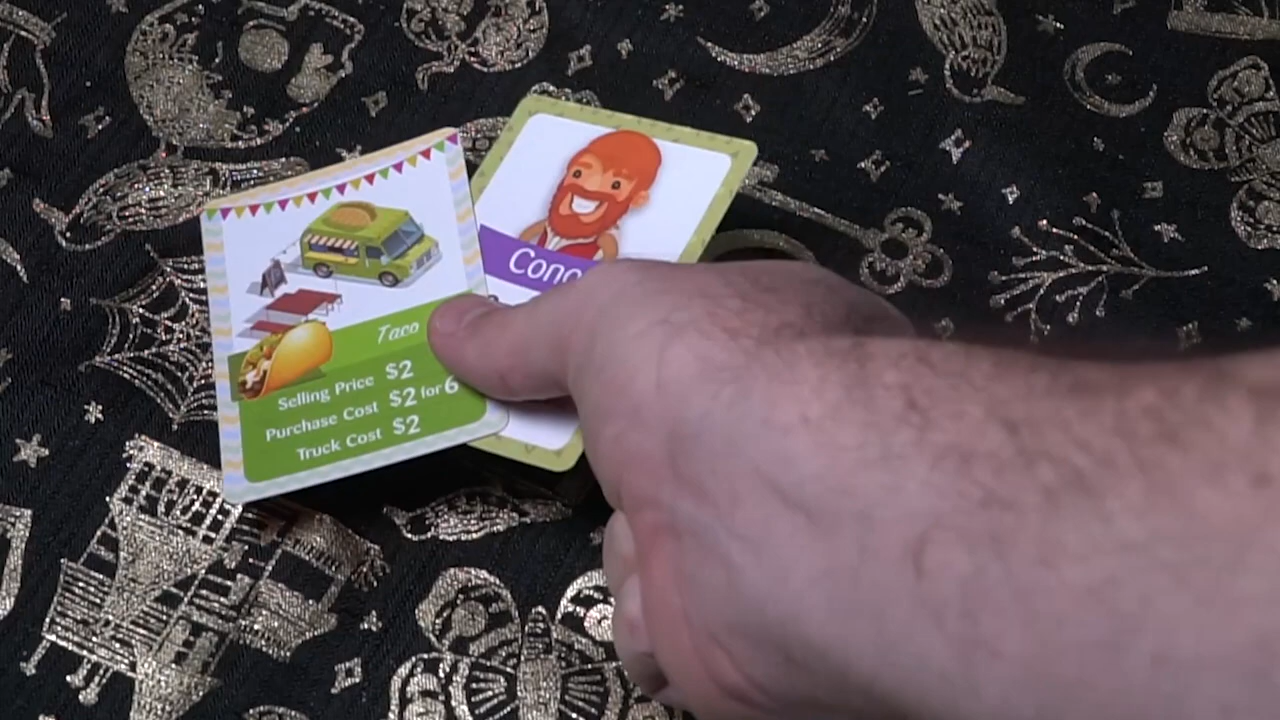 Taco
Selling Price $2
Purchase Cost $2 for 6
Truck Cost $2
Conc